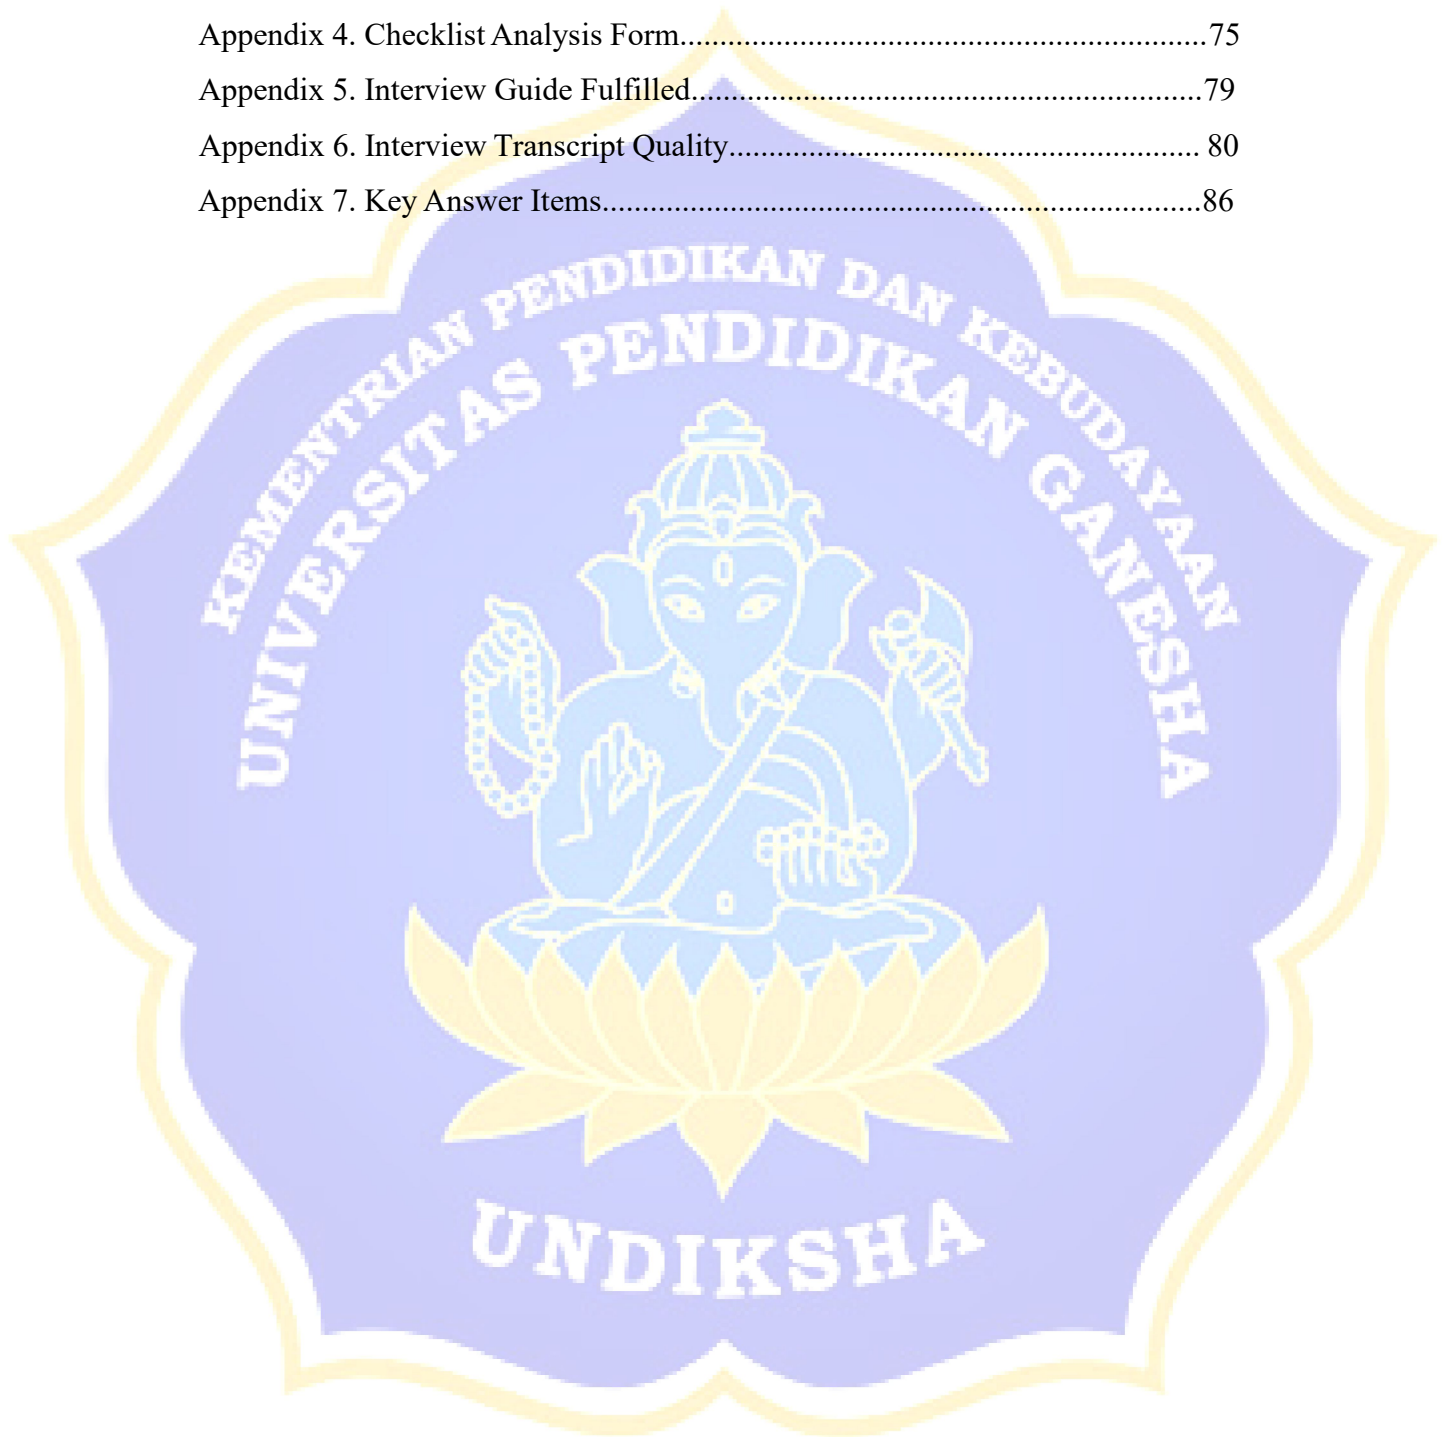 Appendix 4. Checklist Analysis Form..................................................................75
Appendix 5. Interview Guide Fulfilled................................................................79
Appendix 6. Interview Transcript Quality........................................................... 80
Appendix 7. Key Answer Items...........................................................................86
KEMENTRIAN PENDIDIKAN DAN KEBUDAYAAN
UNIVERSITAS PENDIDIKAN GANESHA
UNDIKSHA